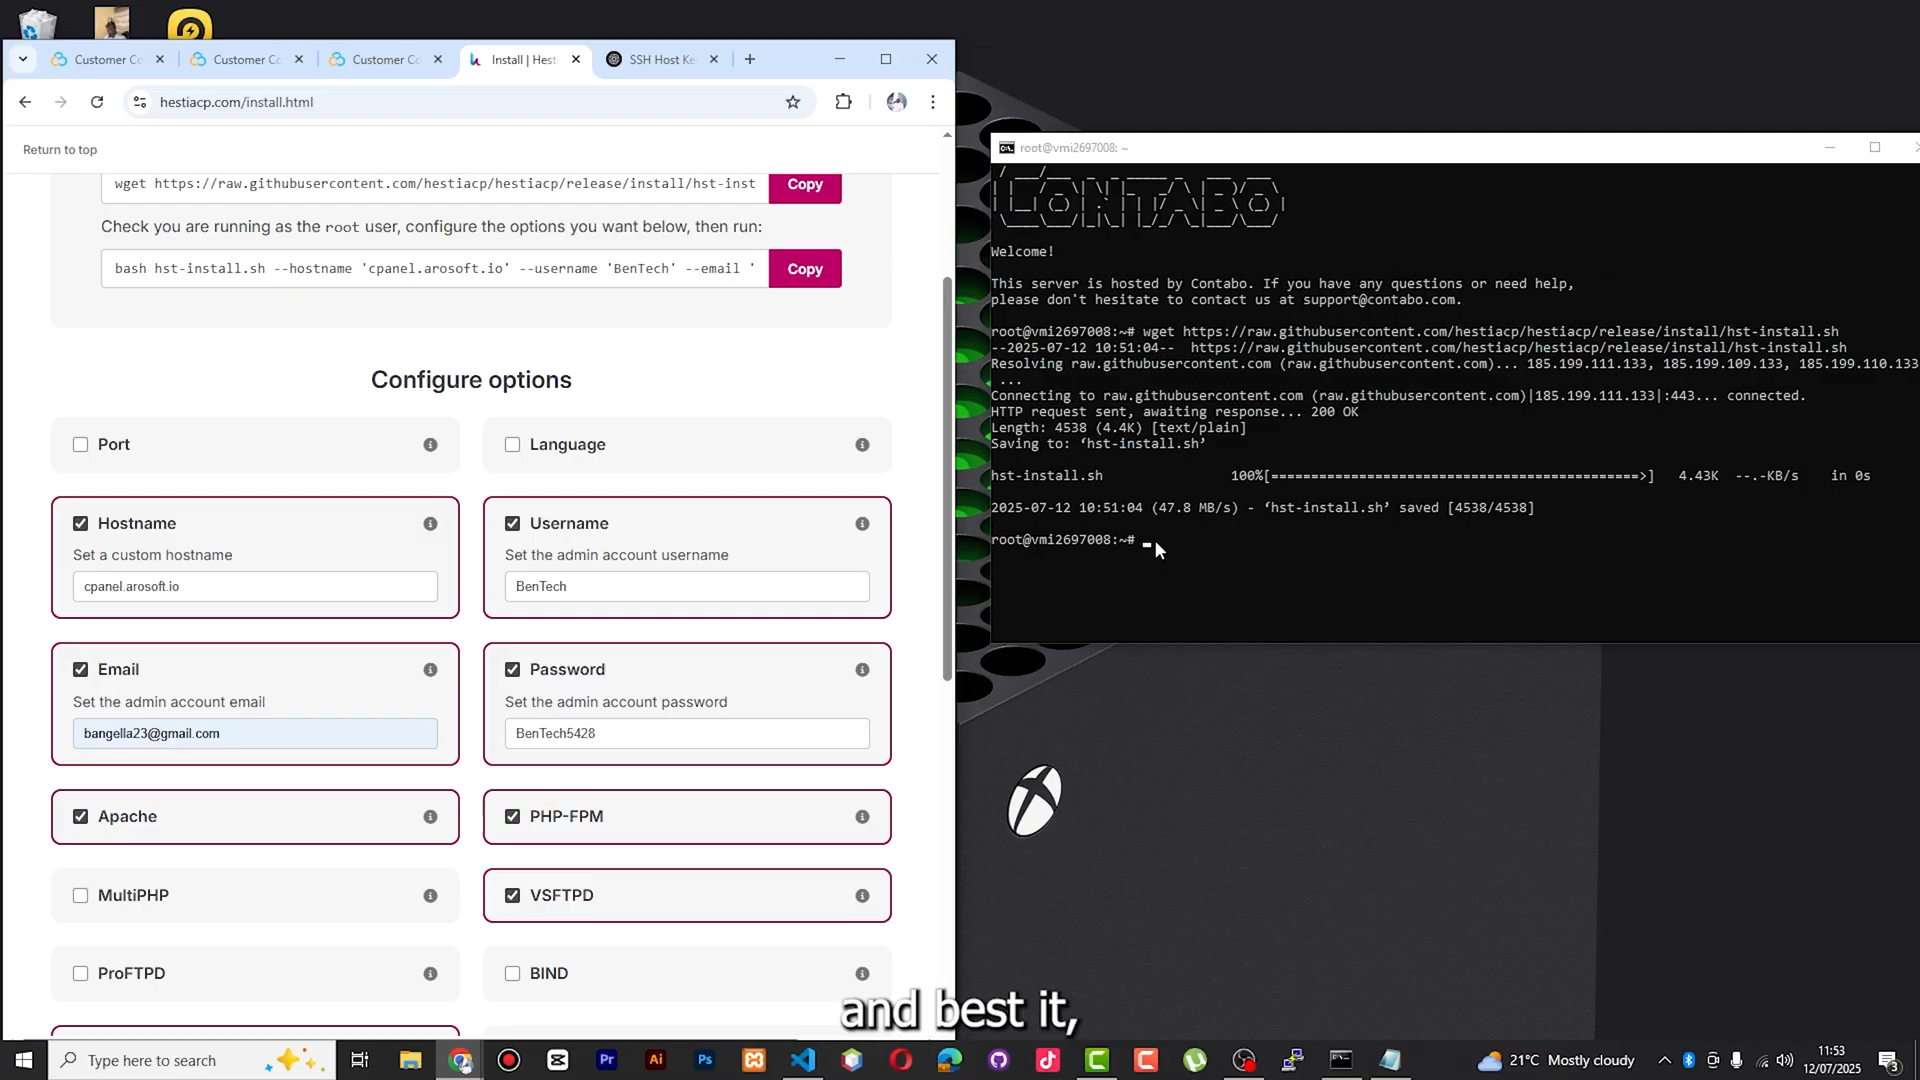 Customer Co
Customer Co
Customer Co
Install | Hest
SSH Host Ke
hestiacp.com/install.html
Return to top
wget https://raw.githubusercontent.com/hestiacp/hestiacp/release/install/hst-inst
Copy
Check you are running as the root user, configure the options you want below, then run:
bash hst-install.sh --hostname 'cpanel.arosoft.io' --username 'BenTech' --email '
Copy
Configure options
Port
Language
Hostname
Set a custom hostname
cpanel.arosoft.io
Username
Set the admin account username
BenTech
Email
Set the admin account email
bangella23@gmail.com
Password
Set the admin account password
BenTech5428
Apache
PHP-FPM
MultiPHP
VSFTPD
ProFTPD
BIND
root@vmi2697008: ~
CONTABO
Welcome!
This server is hosted by Contabo. If you have any questions or need help,
please don't hesitate to contact us at support@contabo.com.
root@vmi2697008:~# wget https://raw.githubusercontent.com/hestiacp/hestiacp/release/install/hst-install.sh
--2025-07-12 10:51:04--  https://raw.githubusercontent.com/hestiacp/hestiacp/release/install/hst-install.sh
Resolving raw.githubusercontent.com (raw.githubusercontent.com)... 185.199.111.133, 185.199.109.133, 185.199.110.133
...
Connecting to raw.githubusercontent.com (raw.githubusercontent.com)|185.199.111.133|:443... connected.
HTTP request sent, awaiting response... 200 OK
Length: 4538 (4.4K) [text/plain]
Saving to: ‘hst-install.sh’
hst-install.sh 100%[=========================================>] 4.43K --.-KB/s in 0s
2025-07-12 10:51:04 (47.8 MB/s) - ‘hst-install.sh’ saved [4538/4538]
root@vmi2697008:~#
and best it,
Type here to search
21°C Mostly cloudy
11:53
12/07/2025
3